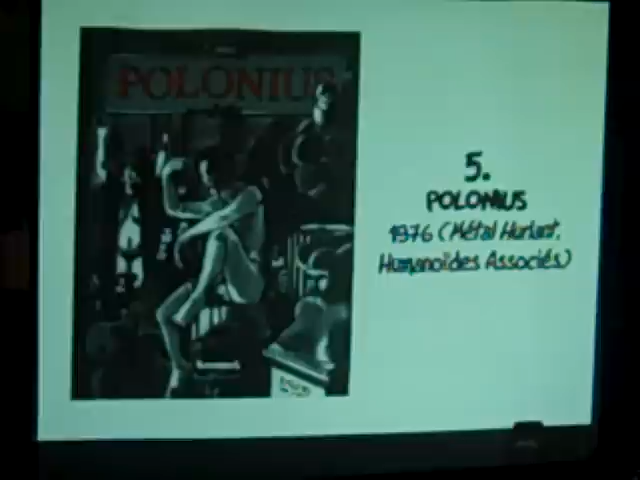 POLONIUS
5.
POLONIUS
1976 (Métal Hurlant,
Humanoïdes Associés)